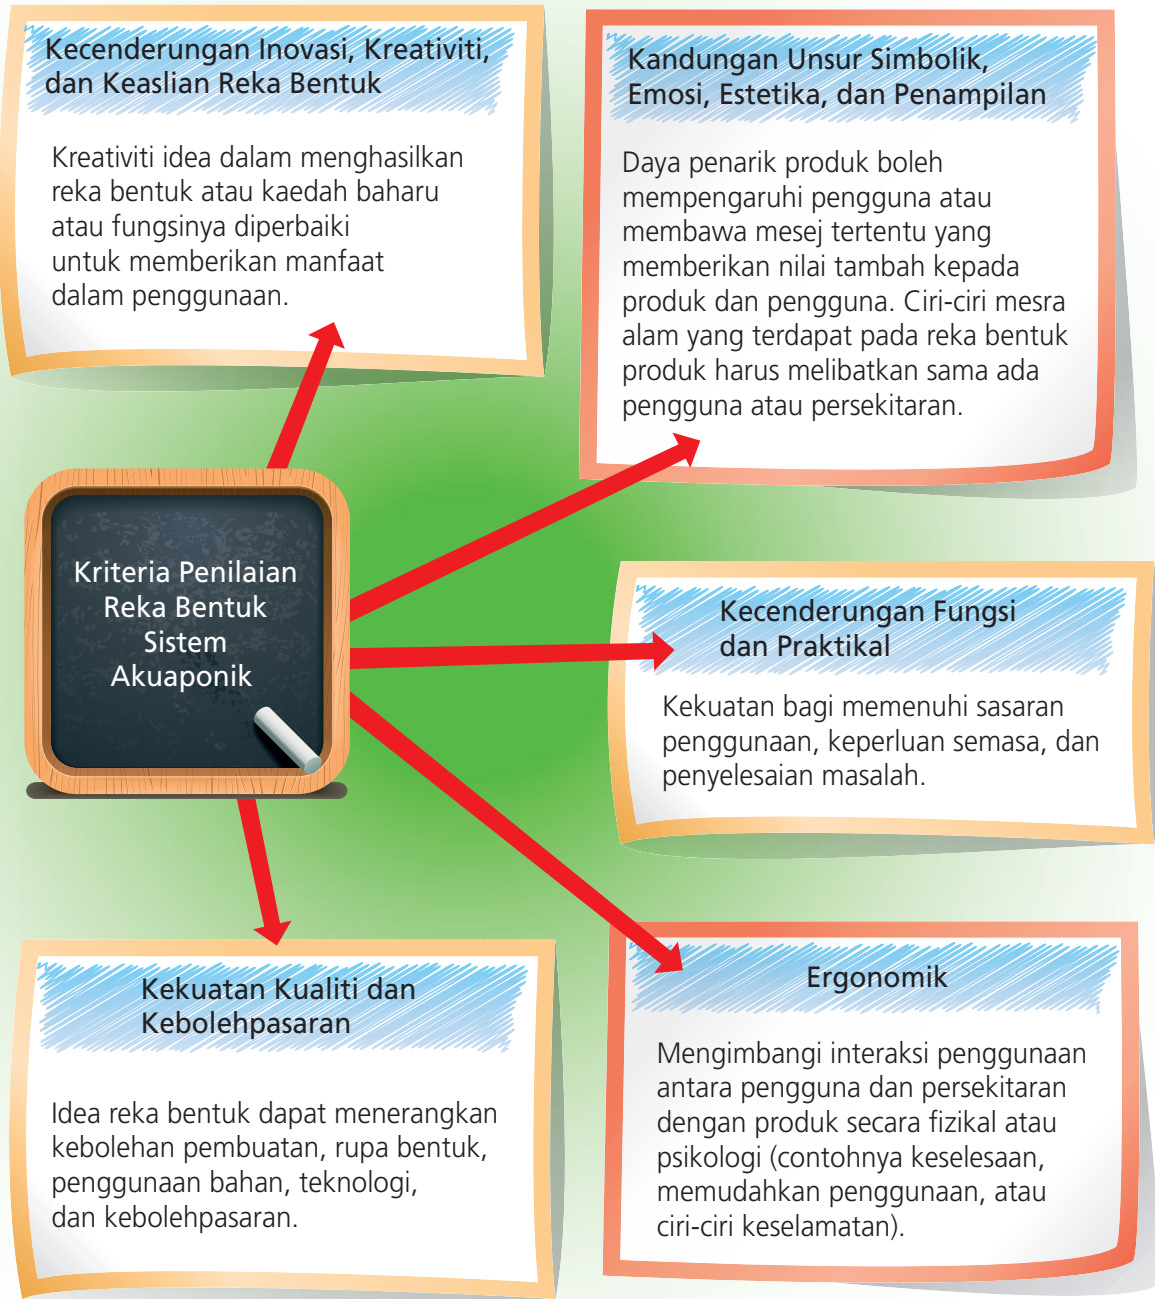 Kecenderungan Inovasi, Kreativiti,
dan Keaslian Reka Bentuk
Kreativiti idea dalam menghasilkan
reka bentuk atau kaedah baharu
atau fungsinya diperbaiki
untuk memberikan manfaat
dalam penggunaan.
Kandungan Unsur Simbolik,
Emosi, Estetika, dan Penampilan
Daya penarik produk boleh
mempengaruhi pengguna atau
membawa mesej tertentu yang
memberikan nilai tambah kepada
produk dan pengguna. Ciri-ciri mesra
alam yang terdapat pada reka bentuk
produk harus melibatkan sama ada
pengguna atau persekitaran.
Kriteria Penilaian
Reka Bentuk
Sistem
Akuaponik
Kecenderungan Fungsi
dan Praktikal
Kekuatan bagi memenuhi sasaran
penggunaan, keperluan semasa, dan
penyelesaian masalah.
Kekuatan Kualiti dan
Kebolehpasaran
Idea reka bentuk dapat menerangkan
kebolehan pembuatan, rupa bentuk,
penggunaan bahan, teknologi,
dan kebolehpasaran.
Ergonomik
Mengimbangi interaksi penggunaan
antara pengguna dan persekitaran
dengan produk secara fizikal atau
psikologi (contohnya keselesaan,
memudahkan penggunaan, atau
ciri-ciri keselamatan).